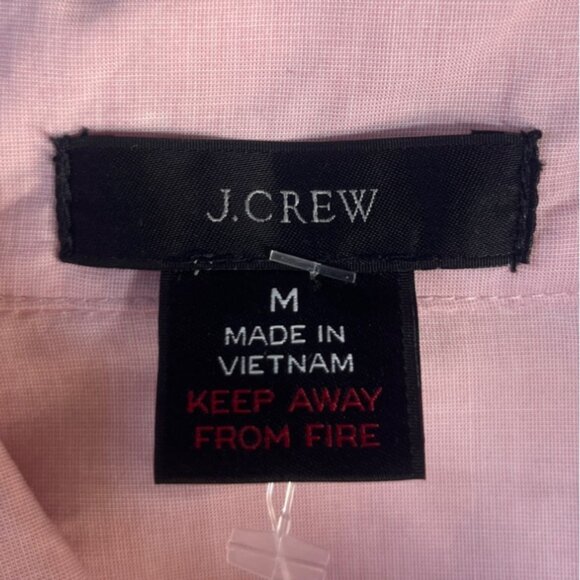 J.CREW
M
MADE IN
VIETNAM
KEEP AWAY
FROM FIRE